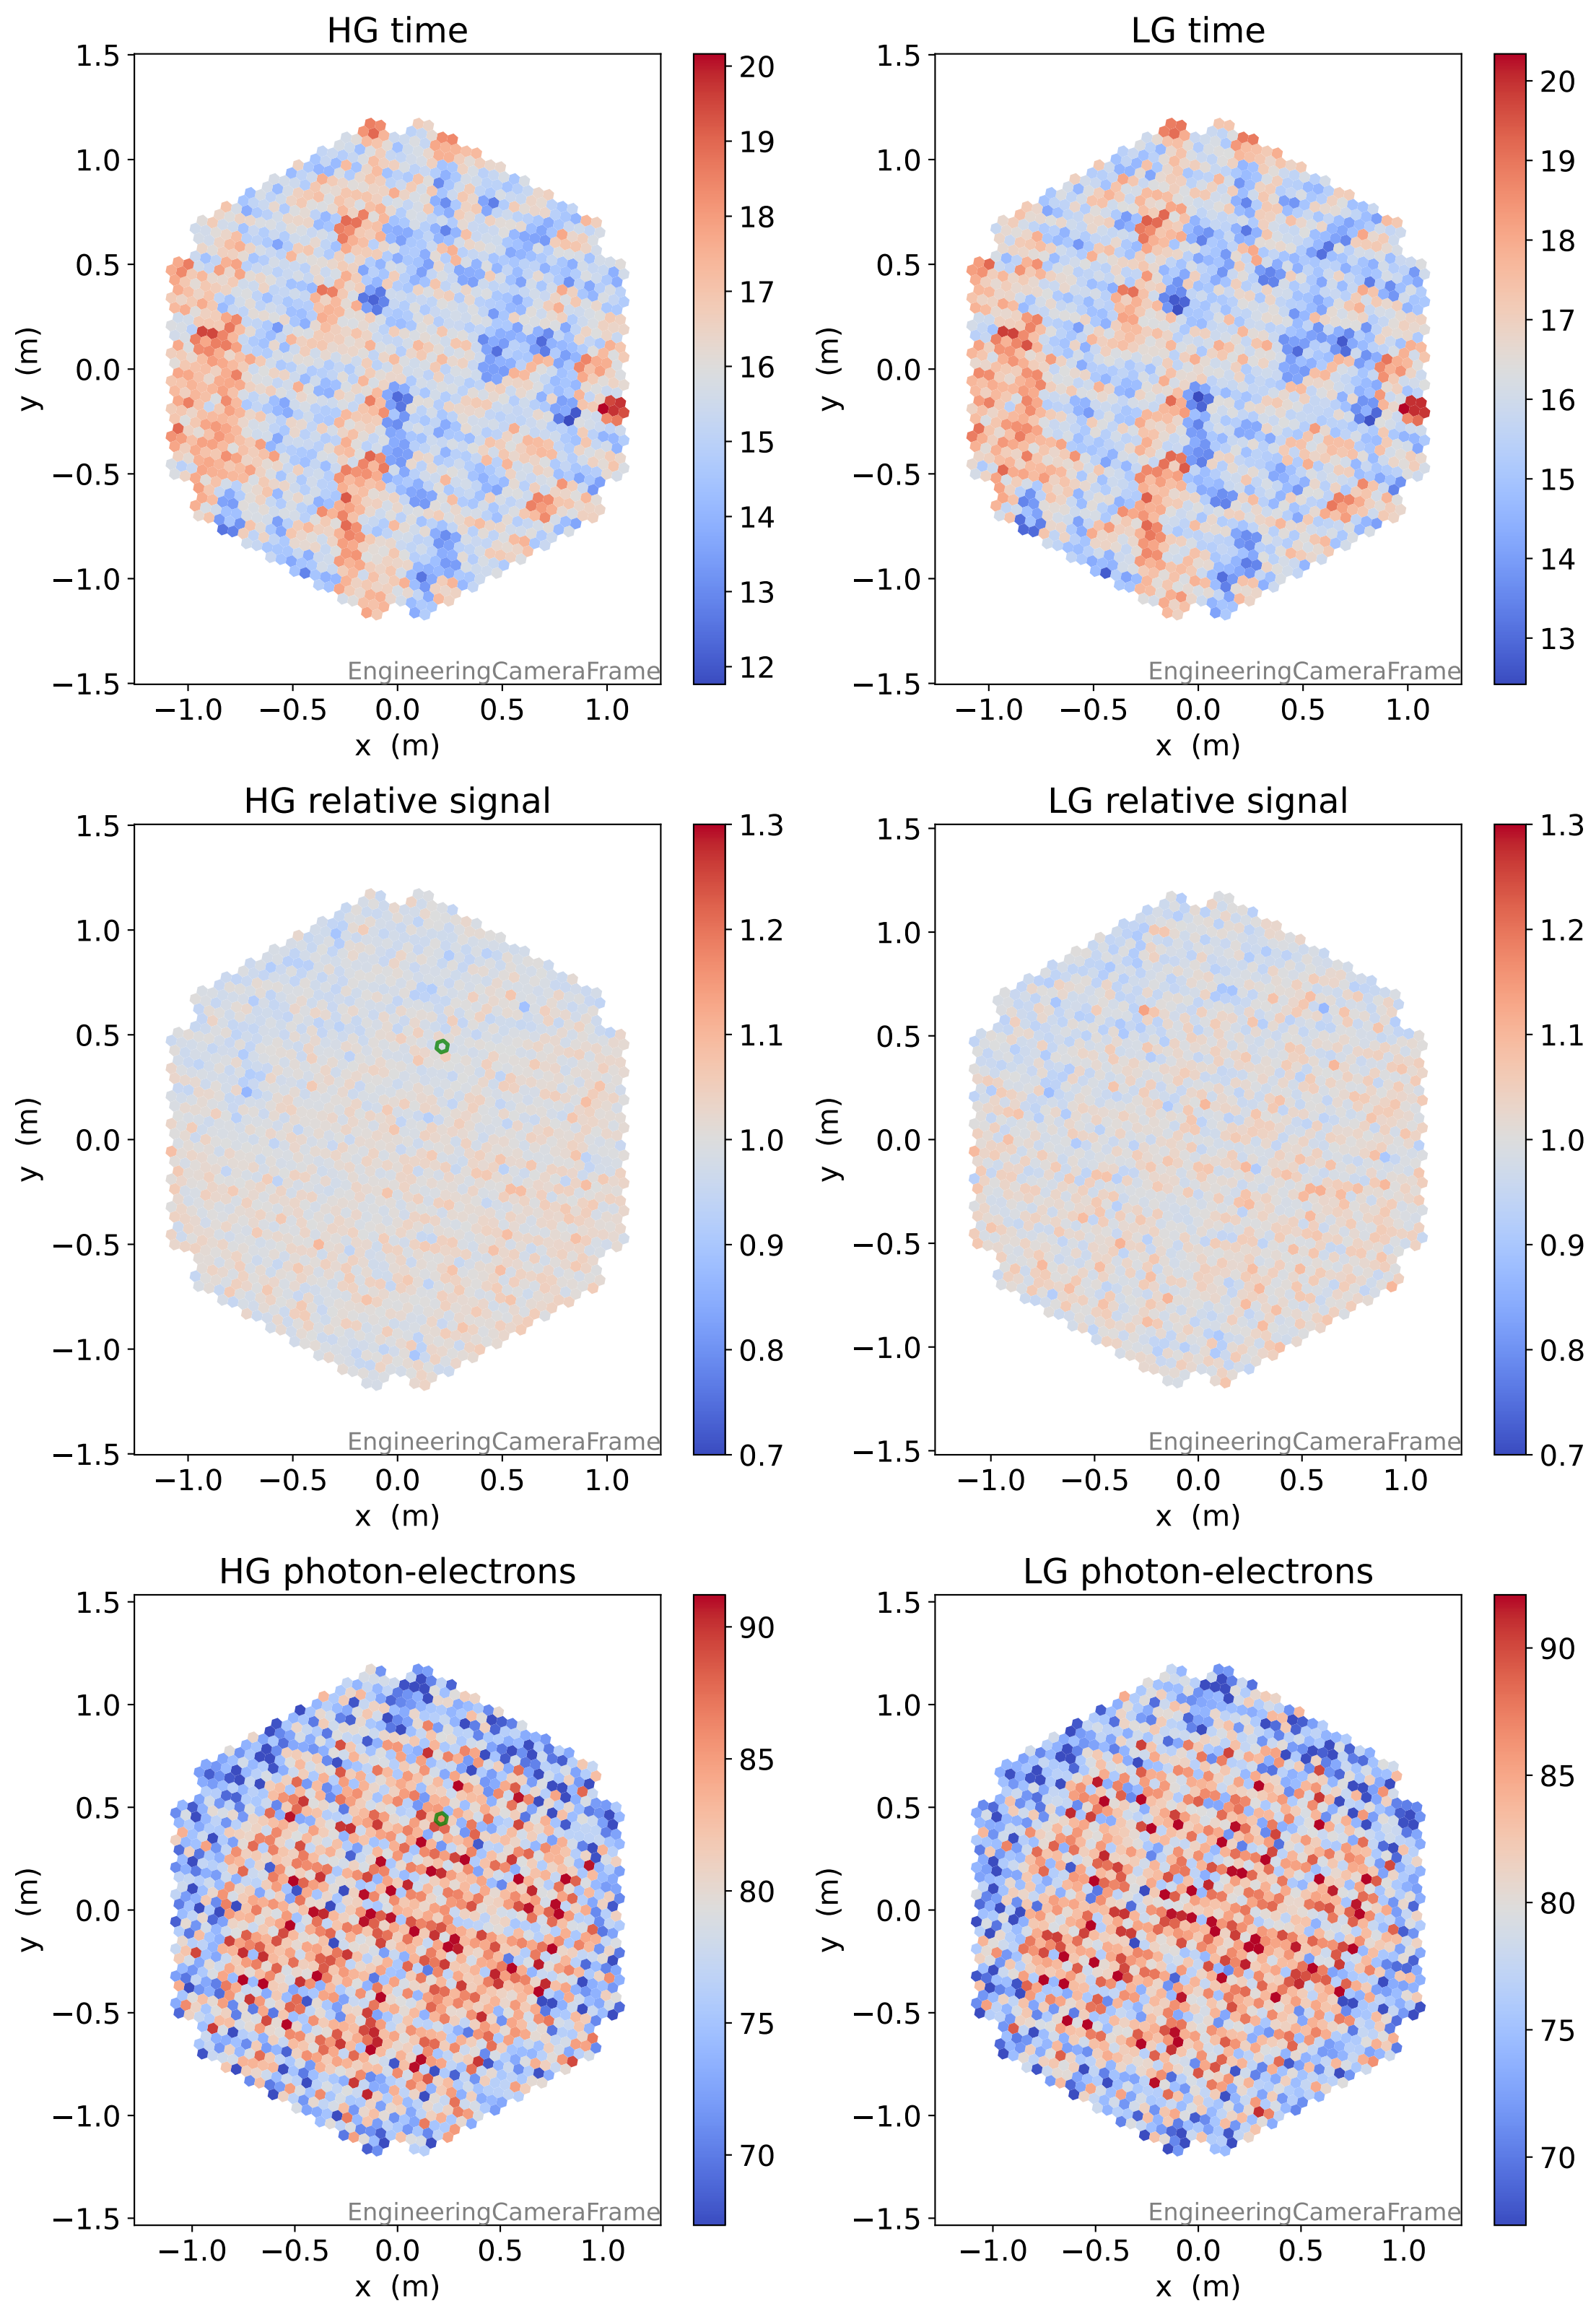 HG time
1.5
1.0
0.5
0.0
−0.5
−1.0
−1.5
y (m)
−1.0 −0.5 0.0 0.5 1.0
x (m)
EngineeringCameraFrame
20
19
18
17
16
15
14
13
12
LG time
1.5
1.0
0.5
0.0
−0.5
−1.0
−1.5
y (m)
−1.0 −0.5 0.0 0.5 1.0
x (m)
EngineeringCameraFrame
20
19
18
17
16
15
14
13
HG relative signal
1.5
1.0
0.5
0.0
−0.5
−1.0
−1.5
y (m)
−1.0 −0.5 0.0 0.5 1.0
x (m)
EngineeringCameraFrame
1.3
1.2
1.1
1.0
0.9
0.8
0.7
LG relative signal
1.5
1.0
0.5
0.0
−0.5
−1.0
−1.5
y (m)
−1.0 −0.5 0.0 0.5 1.0
x (m)
EngineeringCameraFrame
1.3
1.2
1.1
1.0
0.9
0.8
0.7
HG photon-electrons
1.5
1.0
0.5
0.0
−0.5
−1.0
−1.5
y (m)
−1.0 −0.5 0.0 0.5 1.0
x (m)
EngineeringCameraFrame
90
85
80
75
70
LG photon-electrons
1.5
1.0
0.5
0.0
−0.5
−1.0
−1.5
y (m)
−1.0 −0.5 0.0 0.5 1.0
x (m)
EngineeringCameraFrame
90
85
80
75
70